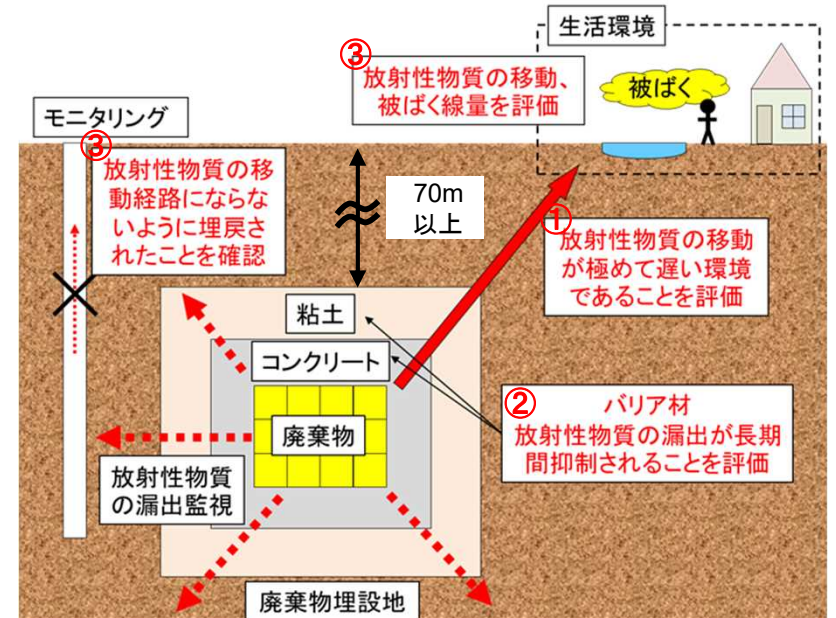 生活環境
③
放射性物質の移動、
被ばく線量を評価
被ばく
モニタリング
③
放射性物質の移
動経路にならな
いように埋戻さ
れたことを確認
70m
以上
①
放射性物質の移動
が極めて遅い環境
であることを評価
粘土
コンクリート
廃棄物
②
バリア材
放射性物質の漏出が長期
間抑制されることを評価
放射性物質
の漏出監視
廃棄物埋設地